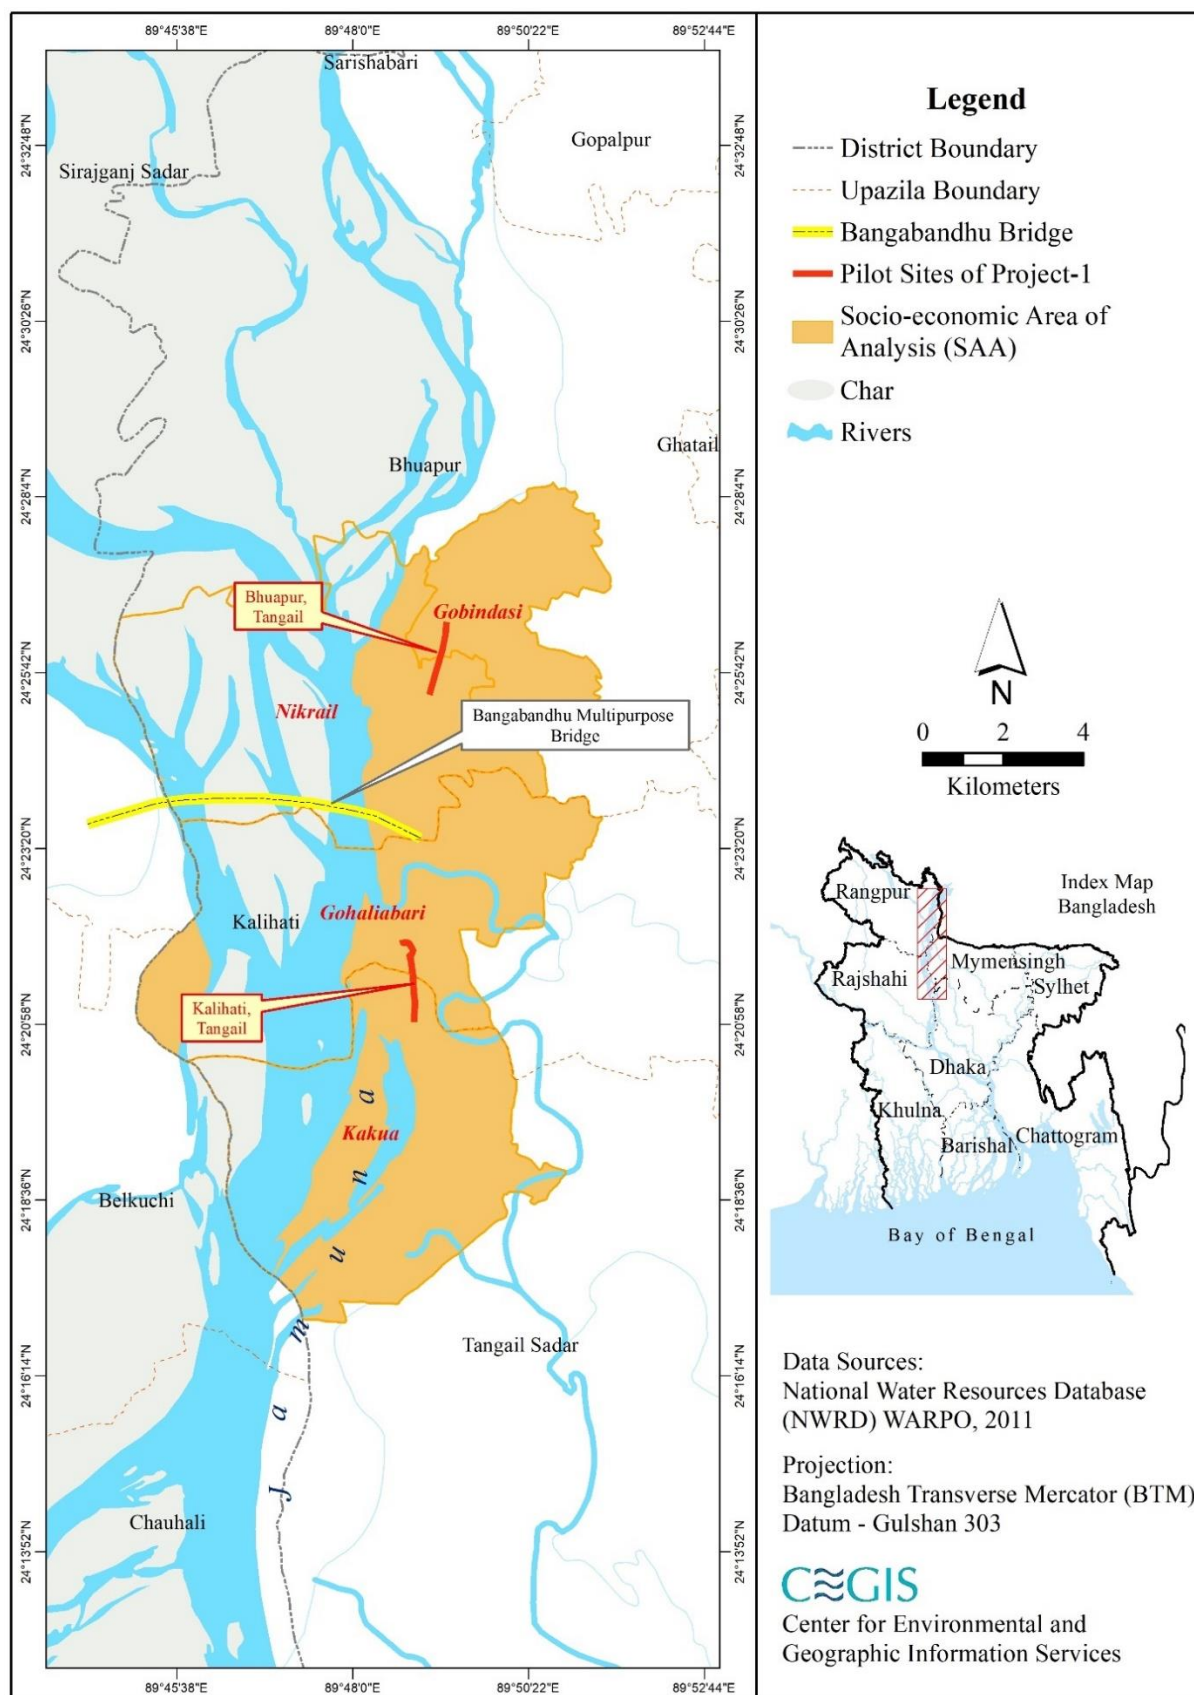 89°45'38"E
89°48'0"E
89°50'22"E
89°52'44"E
24°32'48"N
24°30'26"N
24°28'4"N
24°25'42"N
24°23'20"N
24°20'58"N
24°18'36"N
24°16'14"N
24°13'52"N
Sarishabari
Gopalpur
Sirajganj Sadar
Ghatail
Bhuapur
Bhuapur,
Tangail
Gobindasi
Nikrail
Bangabandhu Multipurpose
Bridge
Kalihati
Gohaliabari
Kalihati,
Tangail
Kakua
Belkuchi
Jamuna
Tangail Sadar
Chauhali
24°32'48"N
24°30'26"N
24°28'4"N
24°25'42"N
24°23'20"N
24°20'58"N
24°18'36"N
24°16'14"N
24°13'52"N
89°45'38"E
89°48'0"E
89°50'22"E
89°52'44"E
Legend
District Boundary
Upazila Boundary
Bangabandhu Bridge
Pilot Sites of Project-1
Socio-economic Area of
Analysis (SAA)
Char
Rivers
N
0 2 4
Kilometers
Index Map
Bangladesh
Rangpur
Rajshahi
Mymensingh
Sylhet
Dhaka
Khulna
Barishal
Chattogram
Bay of Bengal
Data Sources:
National Water Resources Database
(NWRD) WARPO, 2011
Projection:
Bangladesh Transverse Mercator (BTM)
Datum - Gulshan 303
CEGIS
Center for Environmental and
Geographic Information Services